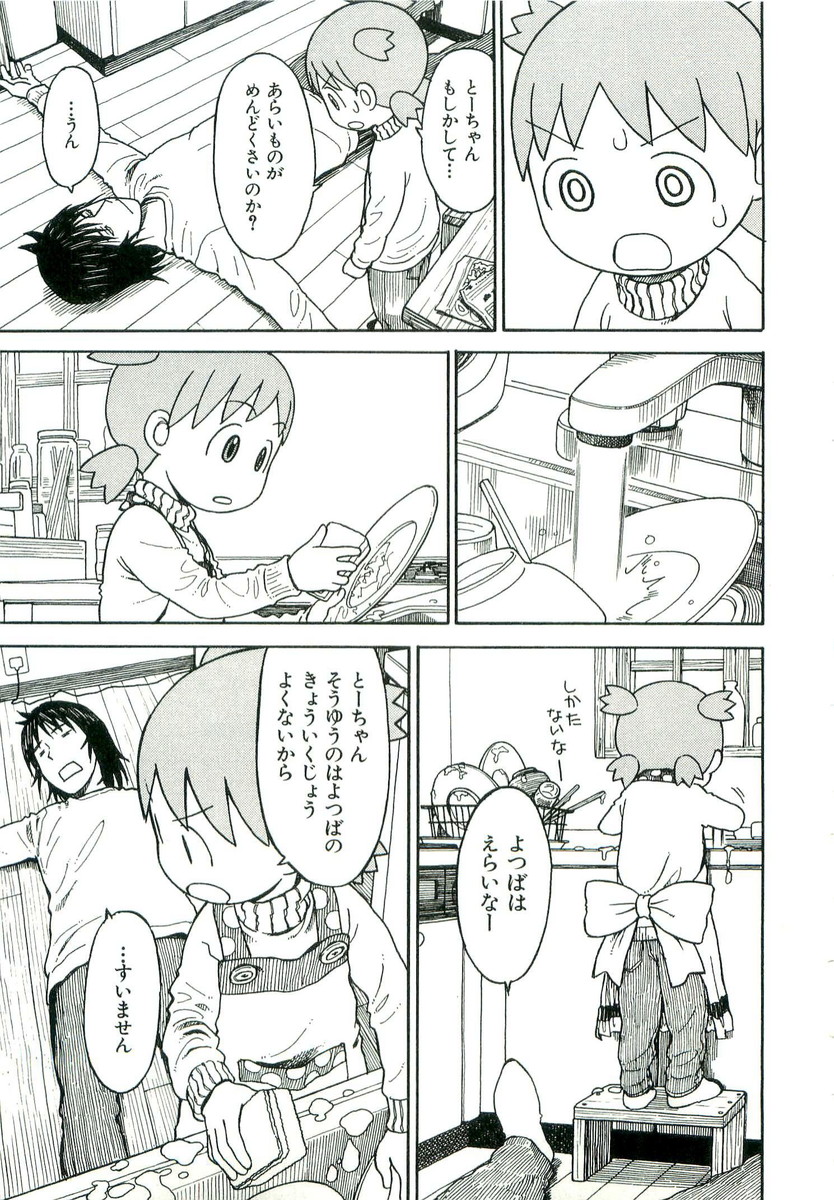 とーちゃん
もしかして…
あらいものが
めんどくさいのか?
…うん
しかた
ないなー
よつばは
えらいなー
とーちゃん
そうゆうのはよつばの
きょういくじょう
よくないから
…すいません